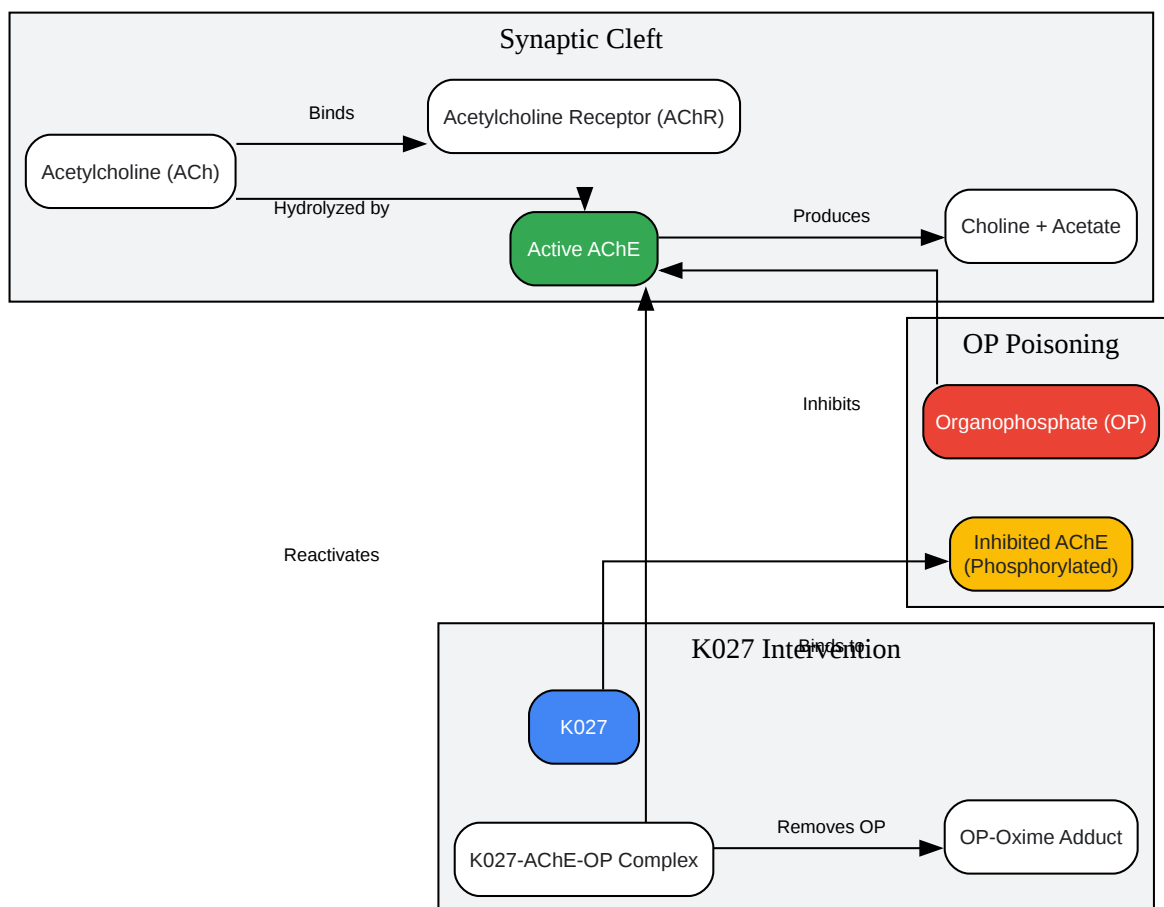 Synaptic Cleft
Binds
Acetylcholine Receptor (AChR)
Acetylcholine (ACh)
Hydrolyzed by
Active AChE
Produces
Choline + Acetate
OP Poisoning
Inhibits
Organophosphate (OP)
Reactivates
Inhibited AChE
(Phosphorylated)
Binds to
K027 Intervention
K027
Removes OP
OP-Oxime Adduct
K027-AChE-OP Complex